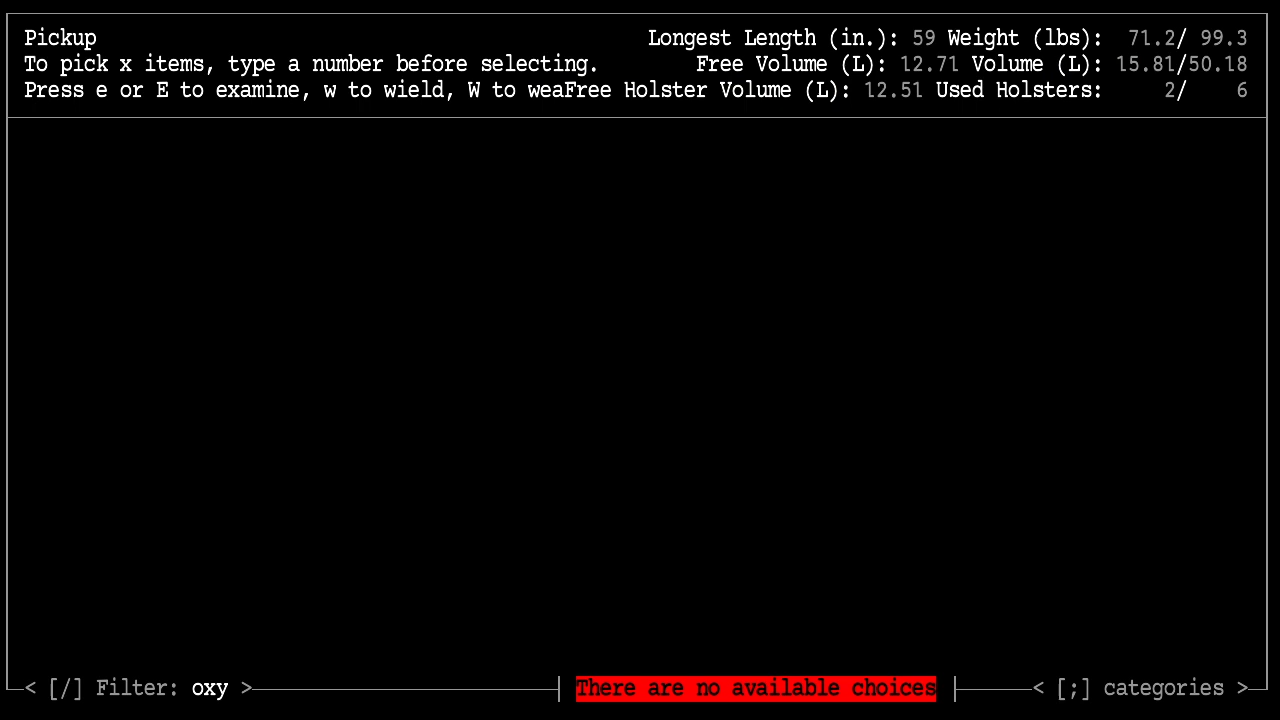 Pickup Longest Length (in.): 59 Weight (lbs): 71.2/ 99.3
To pick x items, type a number before selecting. Free Volume (L): 12.71 Volume (L): 15.81/50.18
Press e or E to examine, w to wield, W to weaFree Holster Volume (L): 12.51 Used Holsters: 2/ 6
< [/] Filter: oxy > There are no available choices < [;] categories >